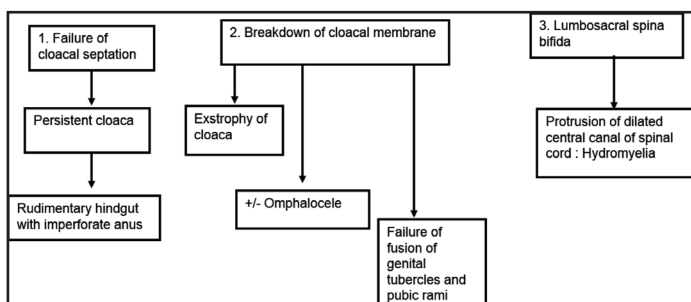 1. Failure of
cloacal septation
2. Breakdown of cloacal membrane
3. Lumbosacral spina
bifida
Persistent cloaca
Exstrophy of
cloaca
Protrusion of dilated
central canal of spinal
cord : Hydromyelia
Rudimentary hindgut
with imperforate anus
+/- Omphalocele
Failure of
fusion of
genital
tubercles and
pubic rami